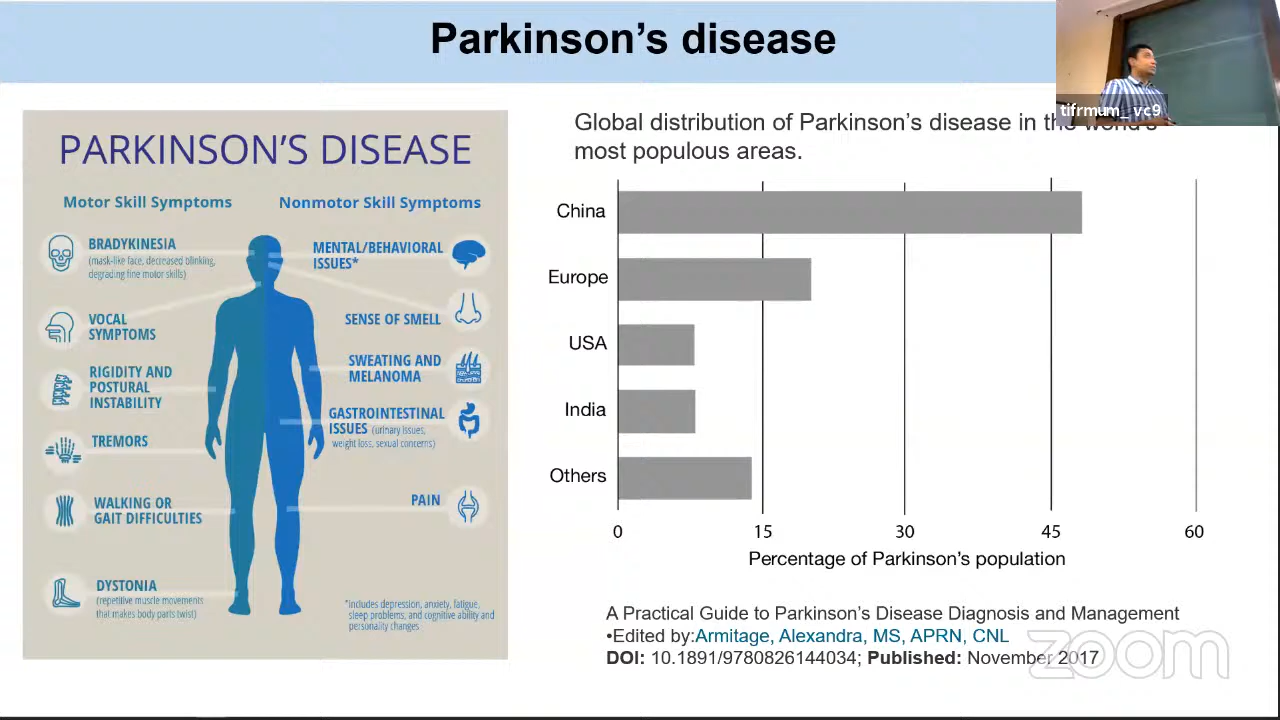 Parkinson's disease
tifrmum_ vc9
PARKINSON'S DISEASE
Motor Skill Symptoms
Nonmotor Skill Symptoms
BRADYKINESIA
(mask-like face, decreased blinking,
degrading fine motor skills)
VOCAL
SYMPTOMS
RIGIDITY AND
POSTURAL
INSTABILITY
TREMORS
WALKING OR
GAIT DIFFICULTIES
DYSTONIA
(repetitive muscle movements
that makes body parts twist)
MENTAL/BEHAVIORAL
ISSUES*
SENSE OF SMELL
SWEATING AND
MELANOMA
GASTROINTESTINAL
ISSUES (urinary issues,
weight loss, sexual concerns)
PAIN
*includes depression, anxiety, fatigue,
sleep problems, and cognitive ability and
personality changes
Global distribution of Parkinson's disease in the world's
most populous areas.
China
Europe
USA
India
Others
0 15 30 45 60
Percentage of Parkinson's population
A Practical Guide to Parkinson's Disease Diagnosis and Management
•Edited by:Armitage, Alexandra, MS, APRN, CNL
DOI: 10.1891/9780826144034; Published: November 2017
zoom